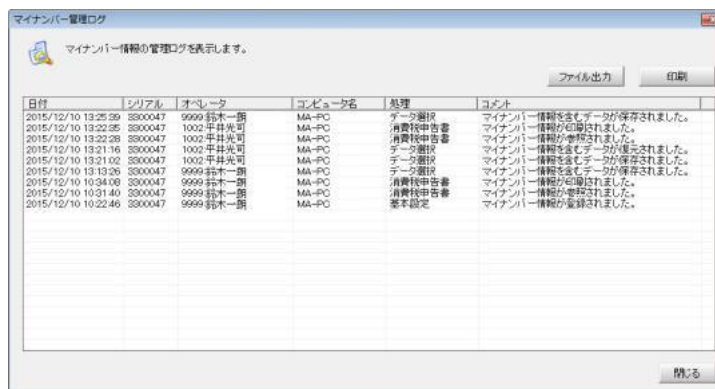 マイナンバー管理ログ
マイナンバー情報の管理ログを表示します。
ファイル出力 印刷
日付 シリアル オペレータ コンピュータ名 処理 コメント
2015/12/10 13:25:39 3300047 9999:鈴木一朗 MA-PC データ選択 マイナンバー情報を含むデータが保存されました。
2015/12/10 13:22:35 3300047 1002:平井光司 MA-PC 消費税申告書 マイナンバー情報が印刷されました。
2015/12/10 13:22:28 3300047 1002:平井光司 MA-PC 消費税申告書 マイナンバー情報が参照されました。
2015/12/10 13:21:16 3300047 1002:平井光司 MA-PC データ選択 マイナンバー情報を含むデータが復元されました。
2015/12/10 13:21:02 3300047 1002:平井光司 MA-PC データ選択 マイナンバー情報を含むデータが保存されました。
2015/12/10 13:13:26 3300047 9999:鈴木一朗 MA-PC データ選択 マイナンバー情報を含むデータが保存されました。
2015/12/10 10:34:08 3300047 9999:鈴木一朗 MA-PC 消費税申告書 マイナンバー情報が印刷されました。
2015/12/10 10:31:40 3300047 9999:鈴木一朗 MA-PC 消費税申告書 マイナンバー情報が参照されました。
2015/12/10 10:22:46 3300047 9999:鈴木一朗 MA-PC 基本設定 マイナンバー情報が登録されました。
閉じる